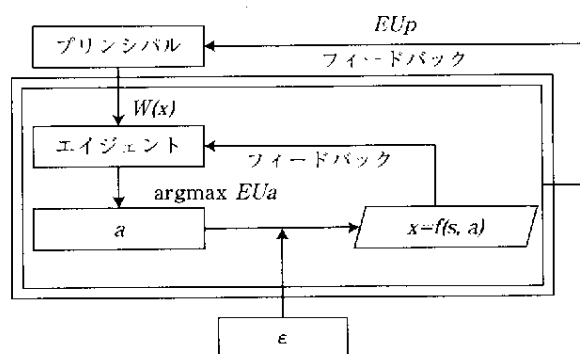 プリンシパル
EUp
フィードバック
W(x)
エイジェント
フィードバック
argmax EUa
a
x=f(s, a)
ε